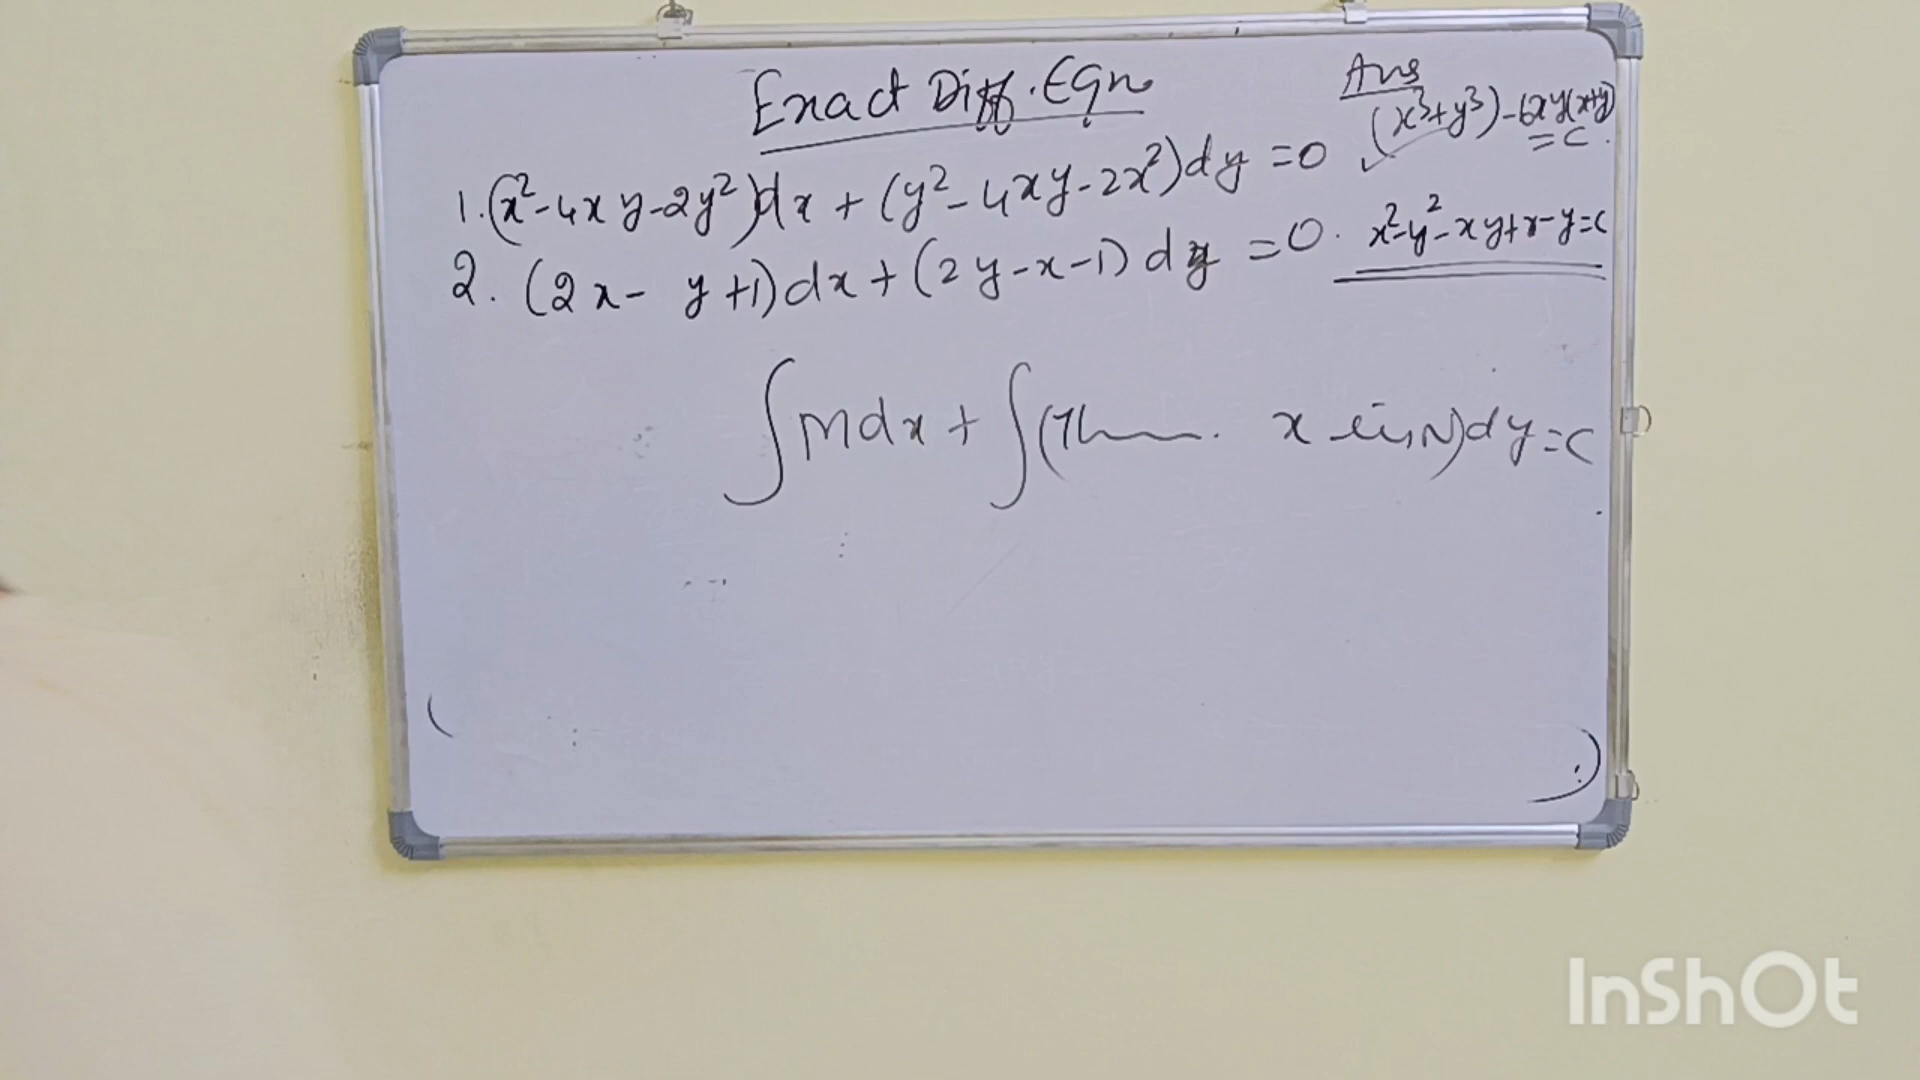 Exact Diff. Eqn
Ans
(x³+y³)-6xy(x+y)
=C.
1. (x²-4xy-2y²)dx + (y²-4xy-2x²)dy =0
2. (2x- y+1)dx+(2y-x-1)dy =0. x²-y²-xy+x-y=c
∫Mdx + ∫( x in N)dy=c
InShOt